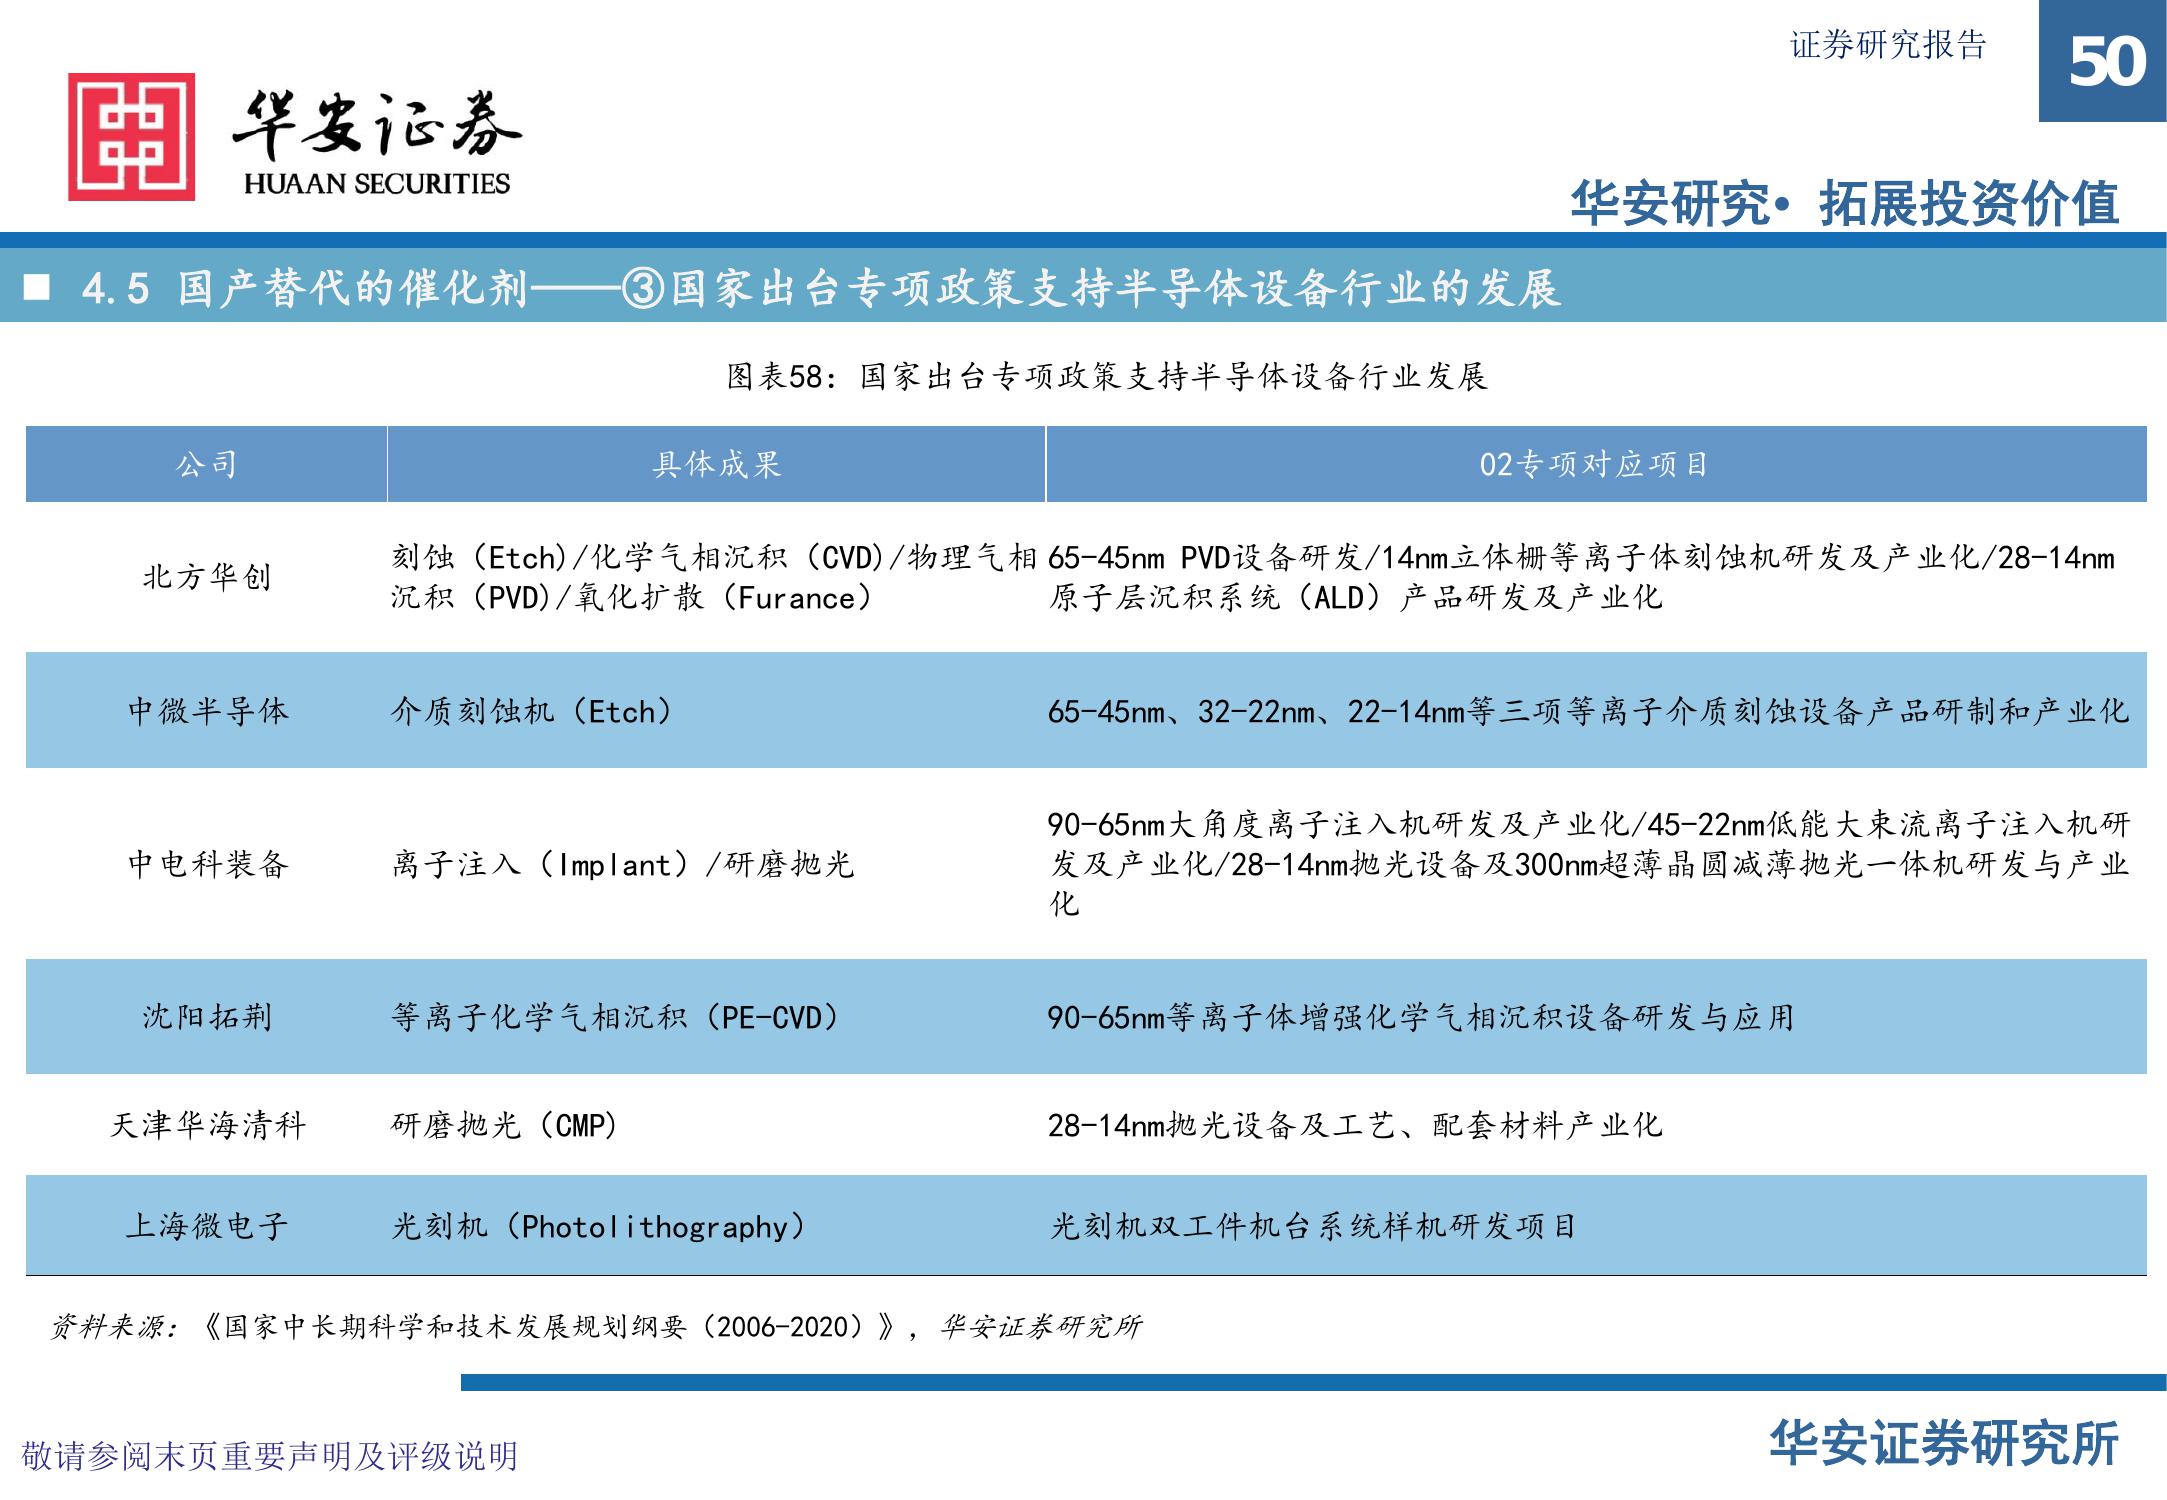 证券研究报告
50
华安证券
HUAAN SECURITIES
华安研究• 拓展投资价值
4.5 国产替代的催化剂——③国家出台专项政策支持半导体设备行业的发展
图表58：国家出台专项政策支持半导体设备行业发展
公司 具体成果 02专项对应项目
北方华创
刻蚀（Etch)/化学气相沉积（CVD)/物理气相
沉积（PVD)/氧化扩散（Furance）
65-45nm PVD设备研发/14nm立体栅等离子体刻蚀机研发及产业化/28-14nm
原子层沉积系统（ALD）产品研发及产业化
中微半导体 介质刻蚀机（Etch） 65-45nm、32-22nm、22-14nm等三项等离子介质刻蚀设备产品研制和产业化
中电科装备 离子注入（Implant）/研磨抛光
90-65nm大角度离子注入机研发及产业化/45-22nm低能大束流离子注入机研
发及产业化/28-14nm抛光设备及300nm超薄晶圆减薄抛光一体机研发与产业
化
沈阳拓荆 等离子化学气相沉积（PE-CVD） 90-65nm等离子体增强化学气相沉积设备研发与应用
天津华海清科 研磨抛光（CMP) 28-14nm抛光设备及工艺、配套材料产业化
上海微电子 光刻机（Photolithography） 光刻机双工件机台系统样机研发项目
资料来源：《国家中长期科学和技术发展规划纲要（2006-2020）》，华安证券研究所
敬请参阅末页重要声明及评级说明
华安证券研究所